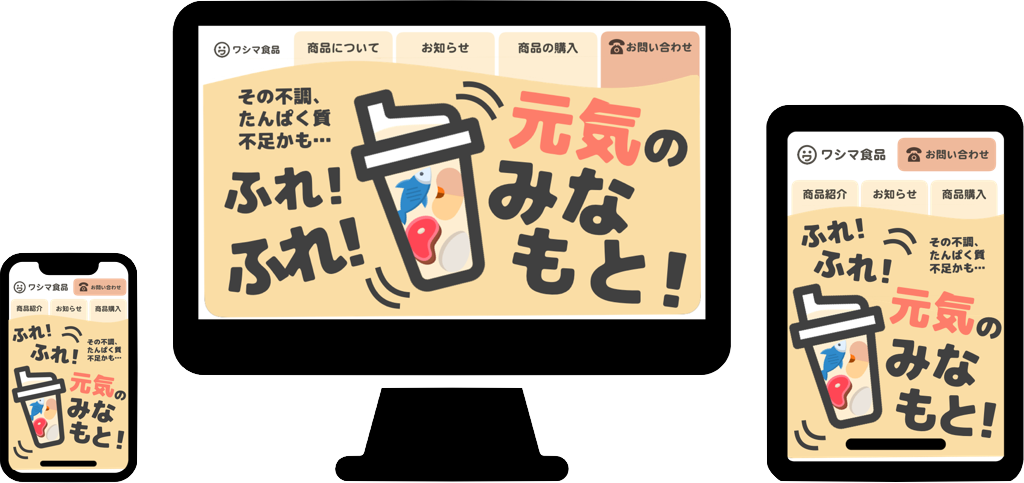 ワシマ食品
商品について
お知らせ
商品の購入
お問い合わせ
その不調、
たんぱく質
不足かも…
ふれ!
ふれ!
元気の
みな
もと!
ワシマ食品
お問い合わせ
商品紹介
お知らせ
商品購入
ふれ!
ふれ!
その不調、
たんぱく質
不足かも…
元気の
みな
もと!
ワシマ食品
お問い合わせ
商品紹介
お知らせ
商品購入
ふれ!
ふれ!
その不調、
たんぱく質
不足かも…
元気の
みな
もと!